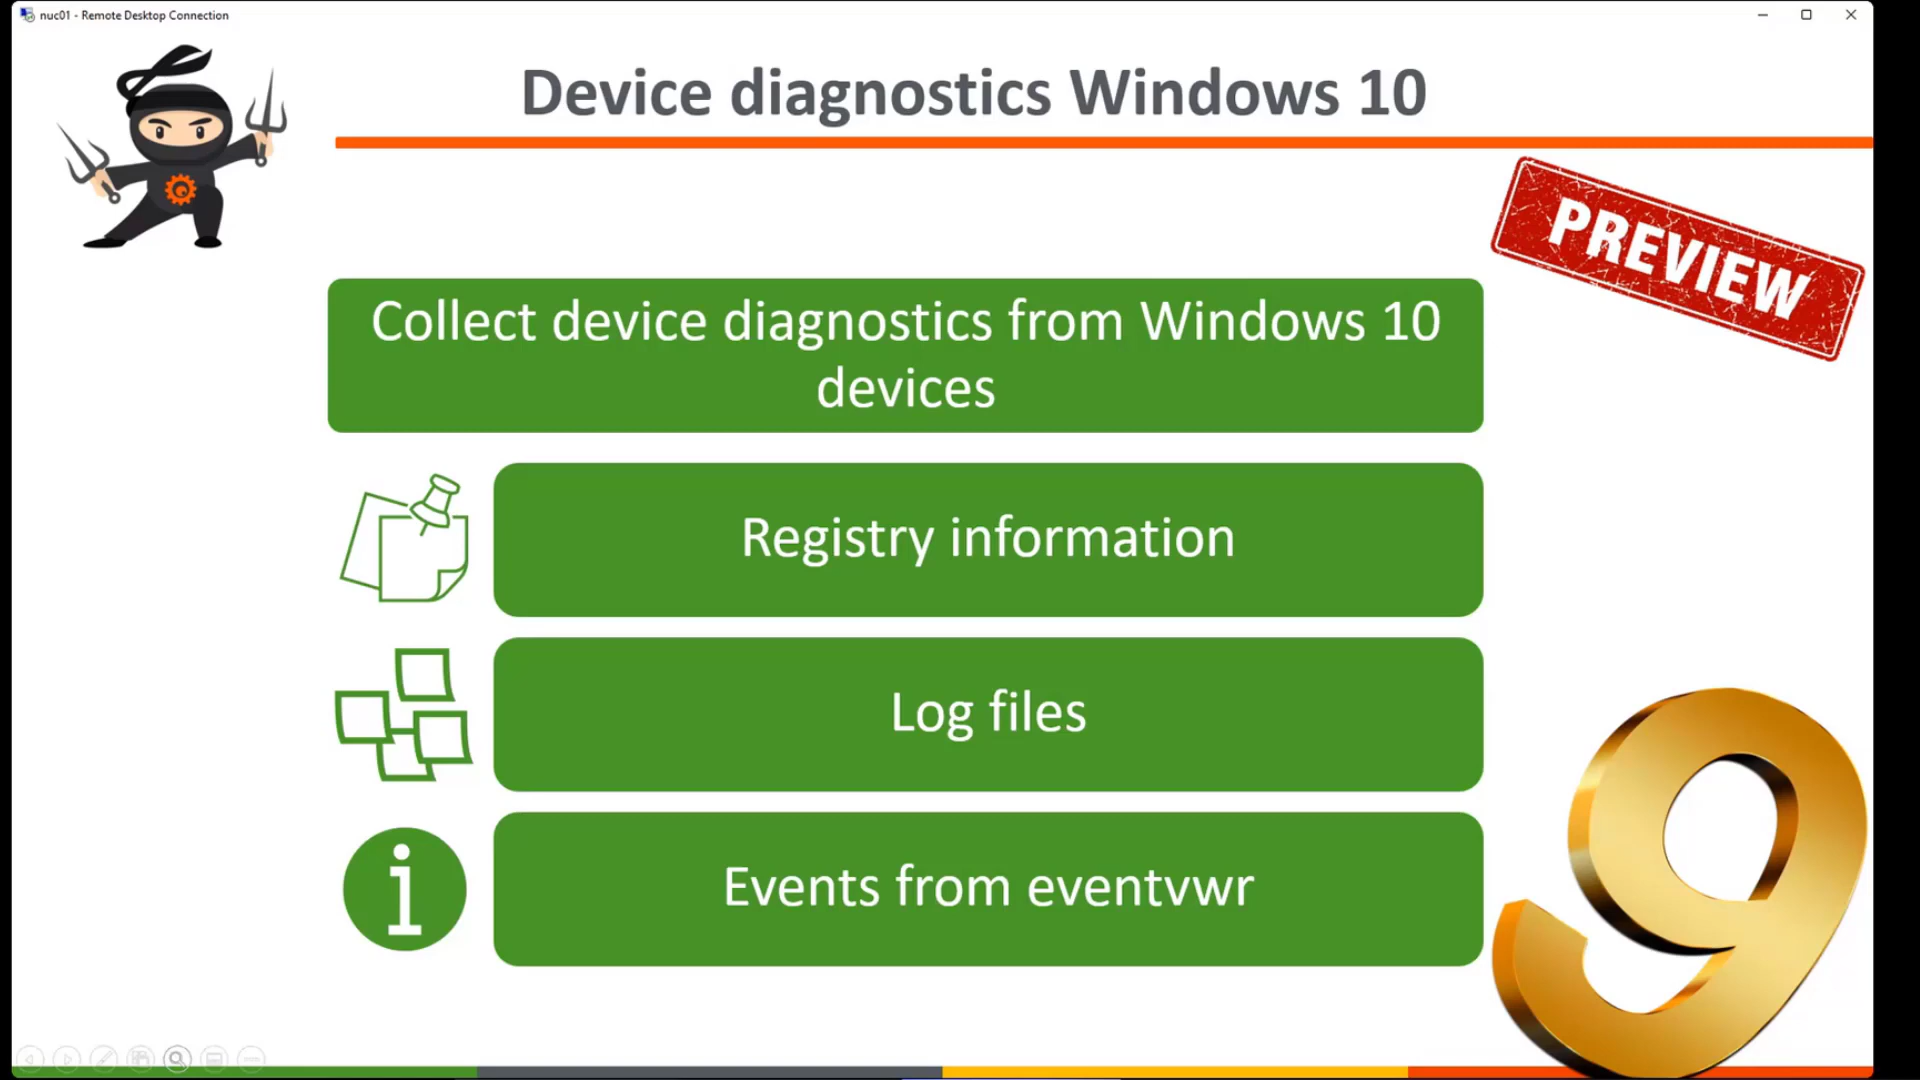 nuc01 - Remote Desktop Connection
Device diagnostics Windows 10
PREVIEW
Collect device diagnostics from Windows 10
devices
Registry information
Log files
Events from eventvwr
9